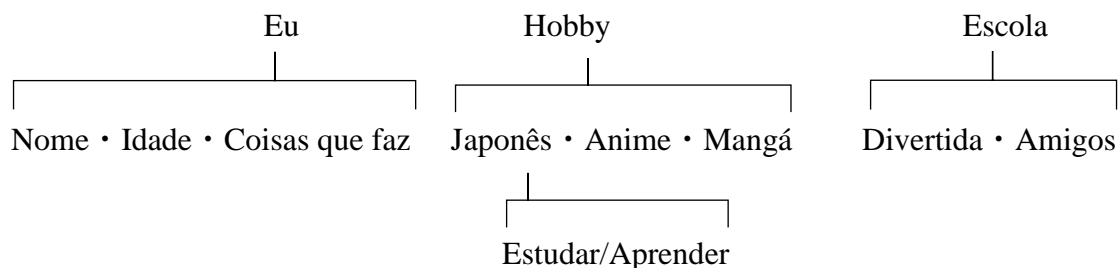 Eu Hobby Escola
Nome・Idade・Coisas que faz Japonês・Anime・Mangá Divertida・Amigos
Estudar/Aprender